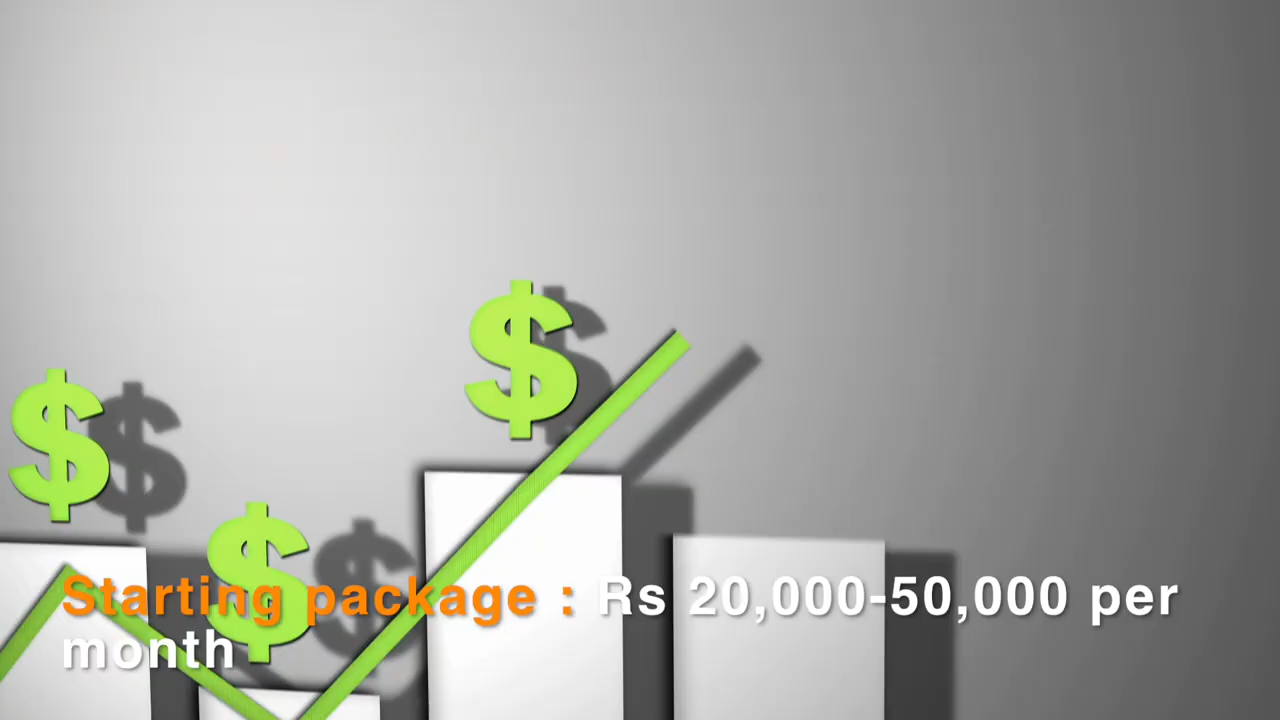 $
$
$
Starting package : Rs 20,000-50,000 per
month